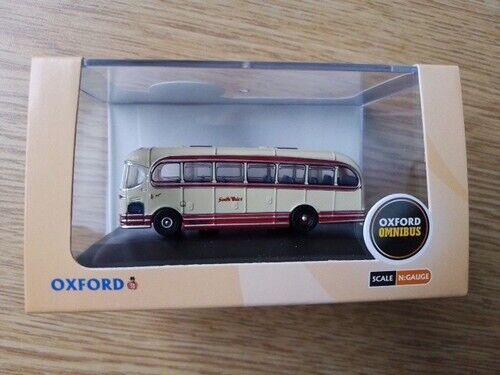 South Wales
OXFORD
OMNIBUS
OXFORD
SCALE N:GAUGE